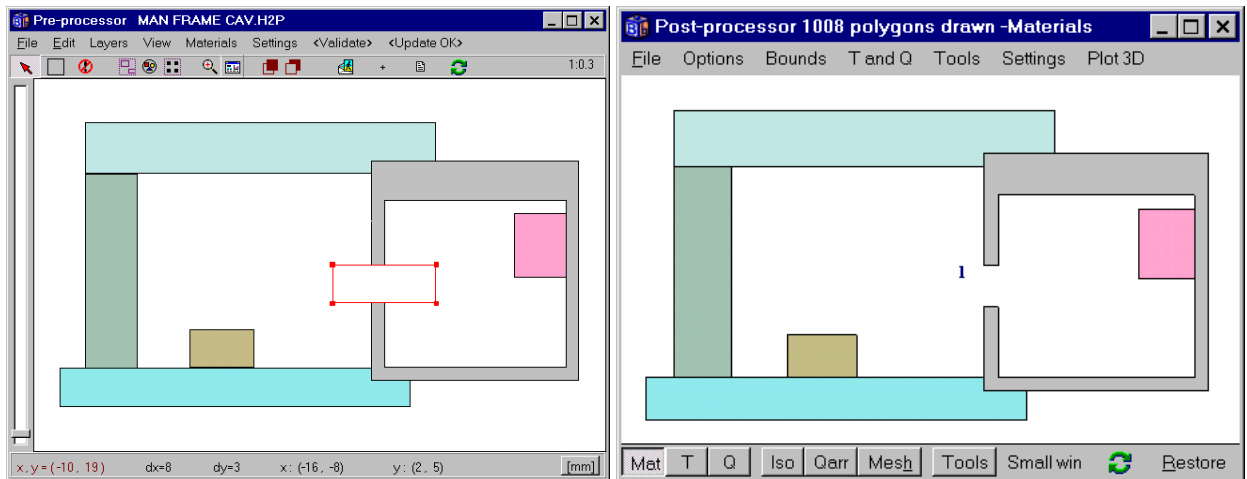 Pre-processor MAN FRAME CAV.H2P
File Edit Layers View Materials Settings <Validate> <Update OK>
1:0.3
x,y=(-10, 19) dx=8 dy=3 x: (-16, -8) y: (2, 5) [mm]
Post-processor 1008 polygons drawn -Materials
File Options Bounds T and Q Tools Settings Plot 3D
1
Mat T Q Iso Qarr Mesh Tools Small win Restore